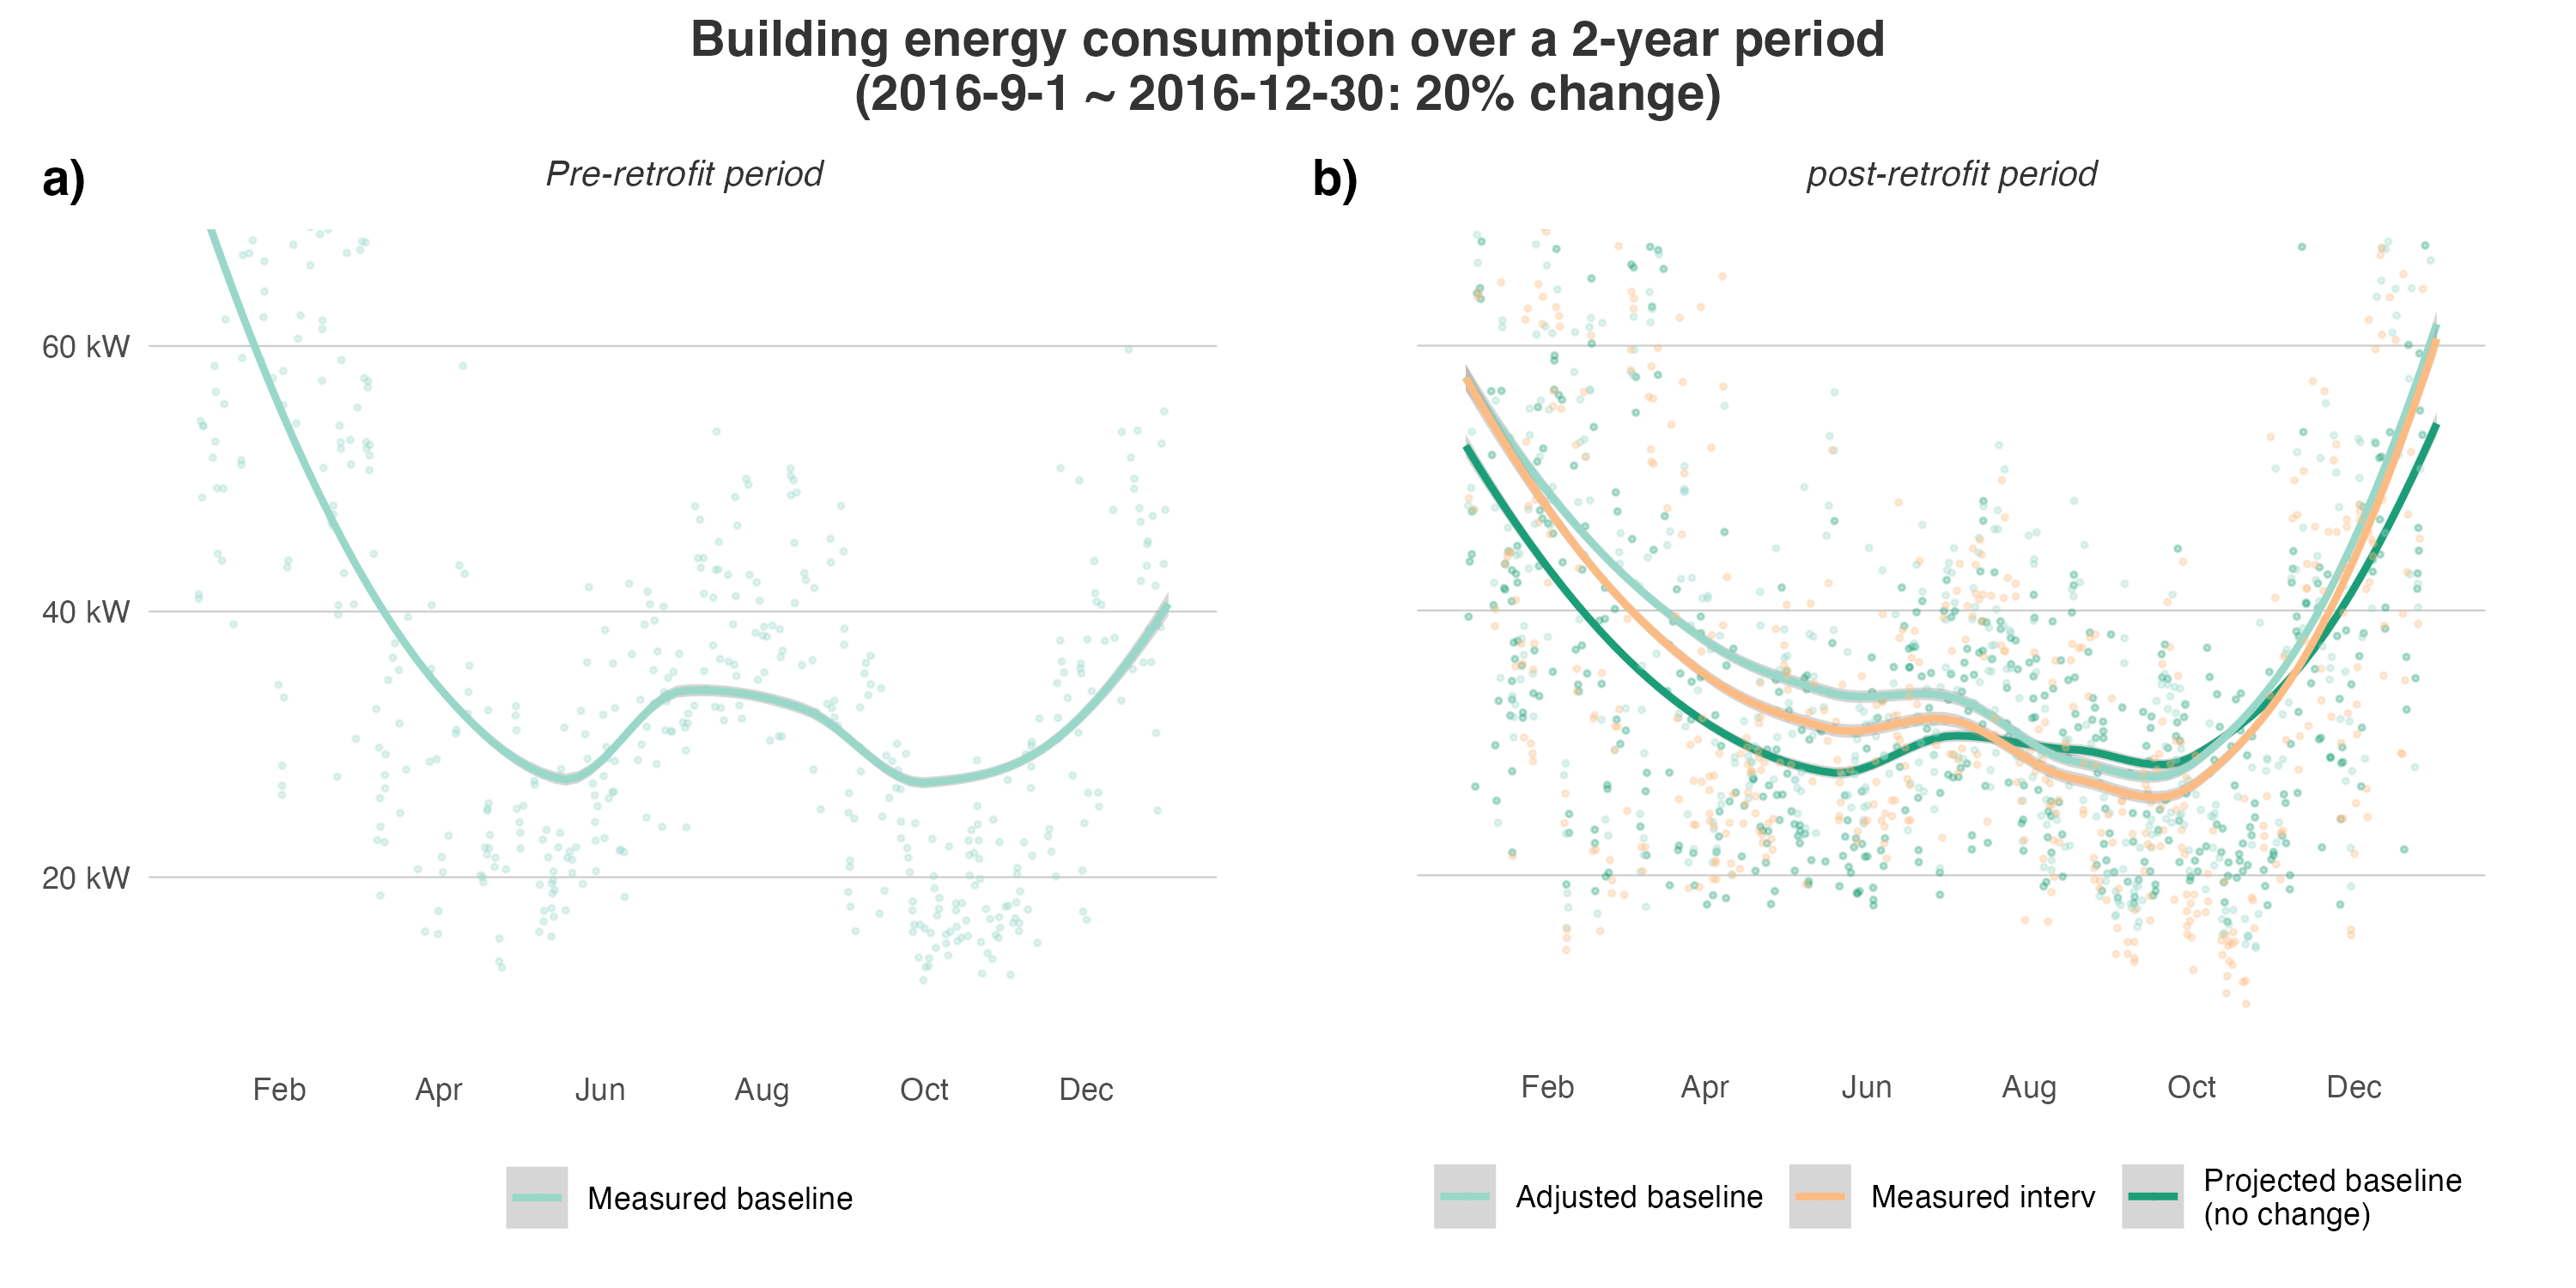 Building energy consumption over a 2-year period
(2016-9-1 ~ 2016-12-30: 20% change)
a)
Pre-retrofit period
60 kW
40 kW
20 kW
Feb Apr Jun Aug Oct Dec
Measured baseline
b)
post-retrofit period
Feb Apr Jun Aug Oct Dec
Adjusted baseline
Measured interv
Projected baseline
(no change)